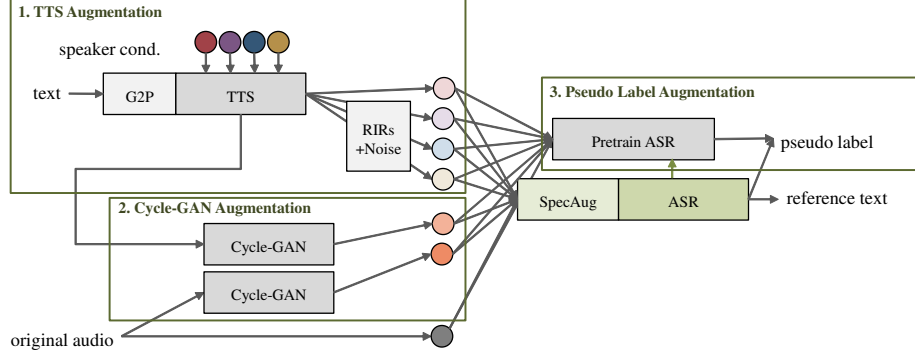 1. TTS Augmentation
speaker cond.
text
G2P
TTS
RIRs
+Noise
3. Pseudo Label Augmentation
Pretrain ASR
pseudo label
SpecAug
ASR
reference text
2. Cycle-GAN Augmentation
Cycle-GAN
Cycle-GAN
original audio